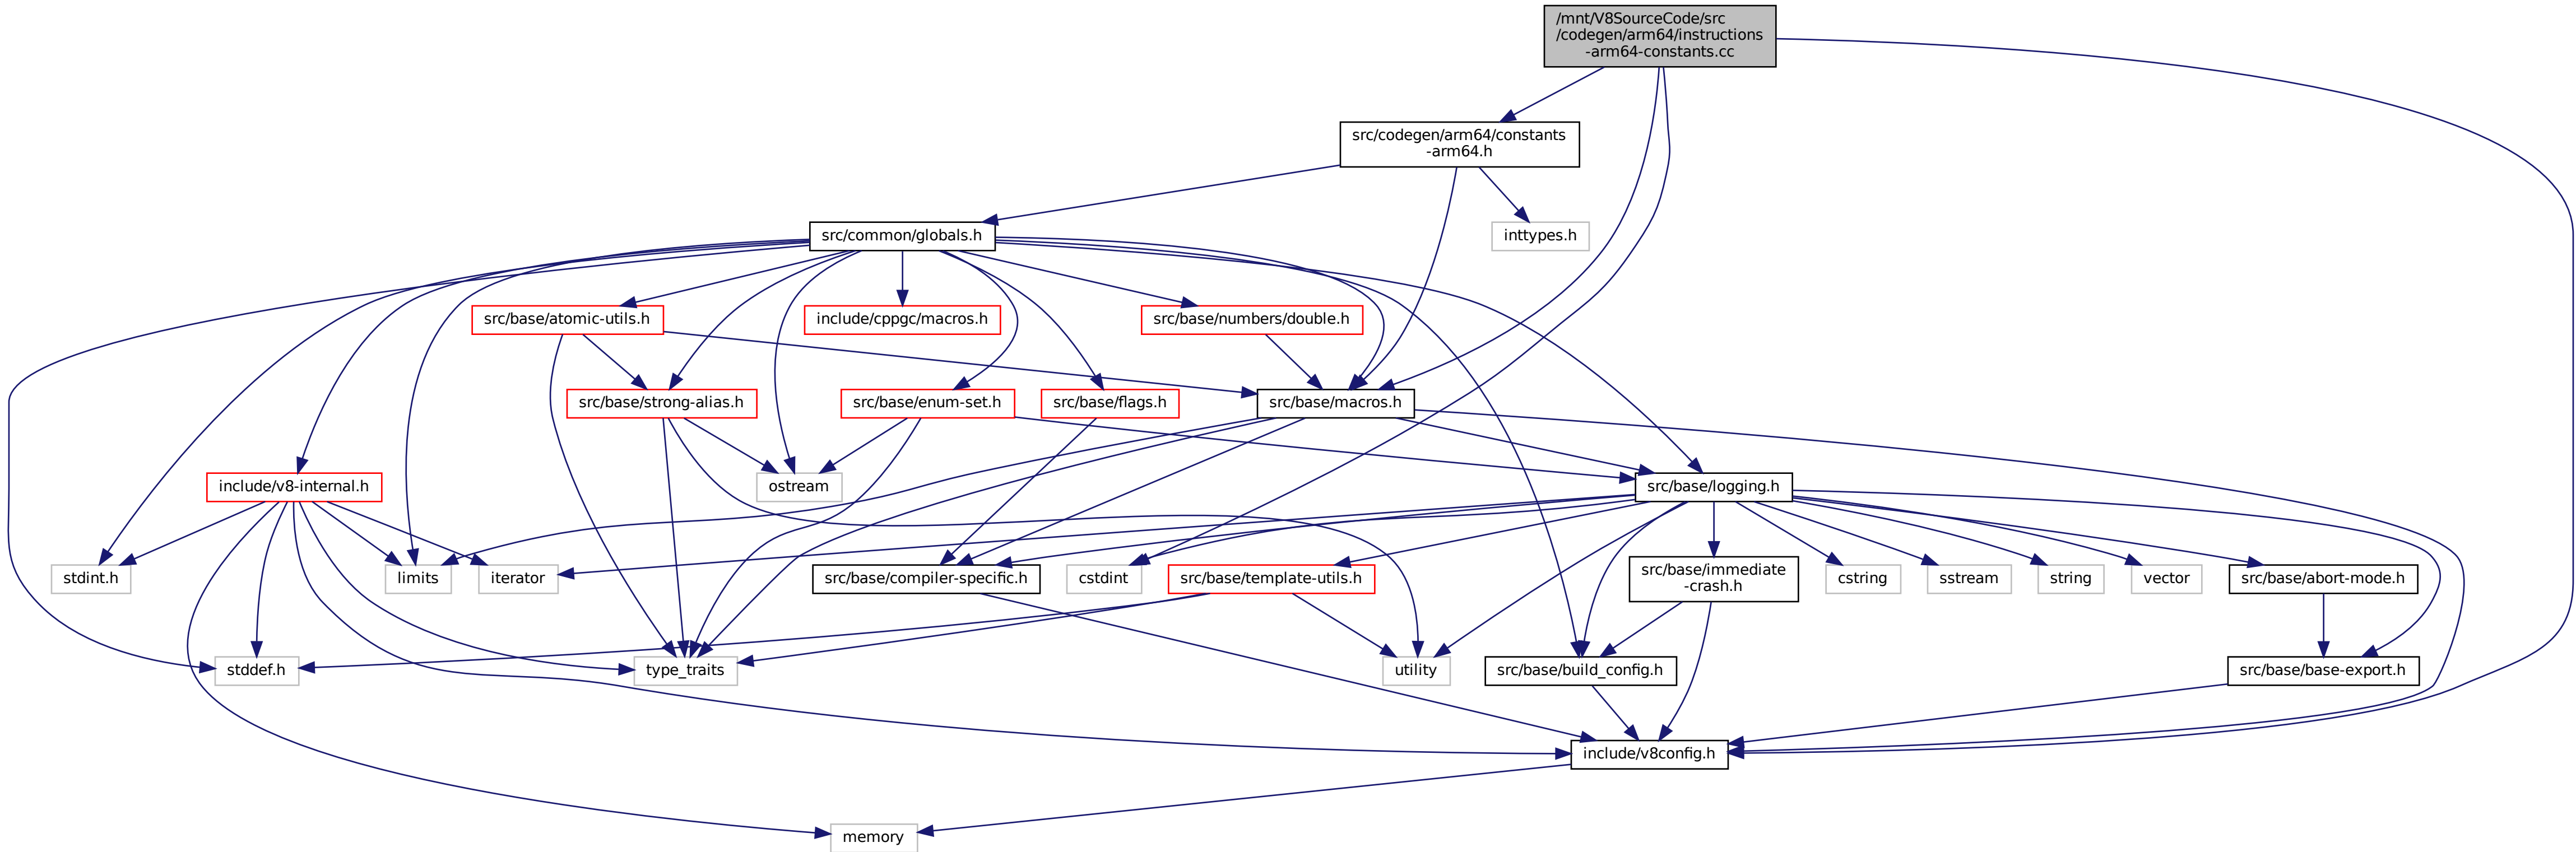 /mnt/V8SourceCode/src
/codegen/arm64/instructions
-arm64-constants.cc
src/codegen/arm64/constants
-arm64.h
src/common/globals.h
inttypes.h
src/base/atomic-utils.h
include/cppgc/macros.h
src/base/numbers/double.h
src/base/strong-alias.h
src/base/enum-set.h
src/base/flags.h
src/base/macros.h
include/v8-internal.h
ostream
src/base/logging.h
stdint.h
limits
iterator
src/base/compiler-specific.h
cstdint
src/base/template-utils.h
src/base/immediate
-crash.h
cstring
sstream
string
vector
src/base/abort-mode.h
stddef.h
type_traits
utility
src/base/build_config.h
src/base/base-export.h
include/v8config.h
memory